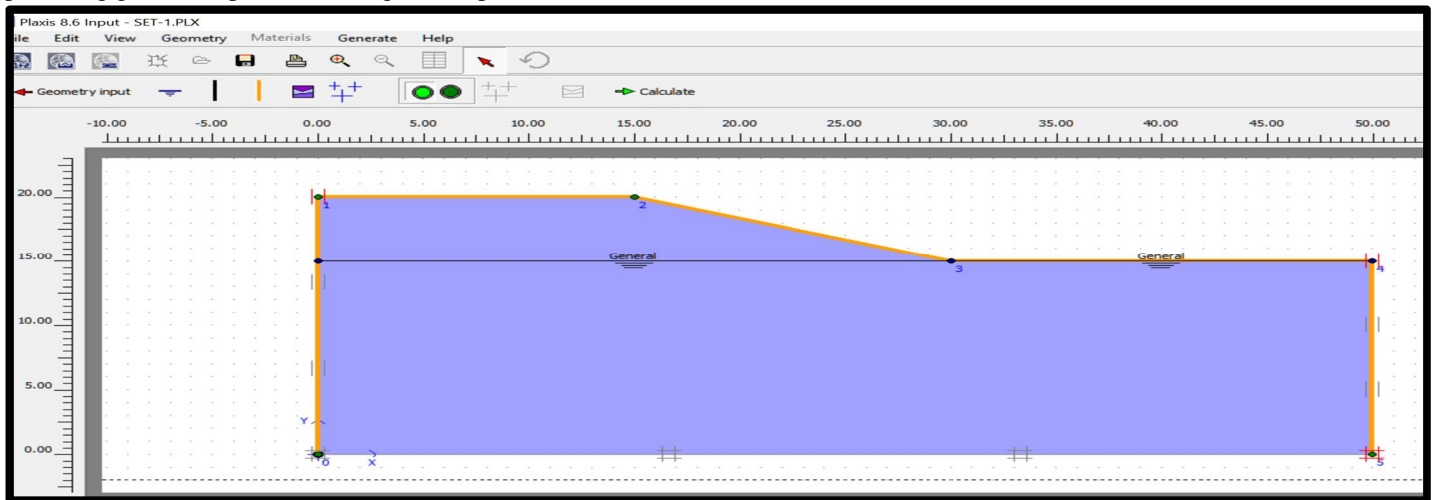 Plaxis 8.6 Input - SET-1.PLX
ile Edit View Geometry Materials Generate Help
Geometry input Calculate
-10.00 -5.00 0.00 5.00 10.00 15.00 20.00 25.00 30.00 35.00 40.00 45.00 50.00
20.00
1 2
15.00 General General
3 4
10.00
5.00
Y
0.00
0 X 5